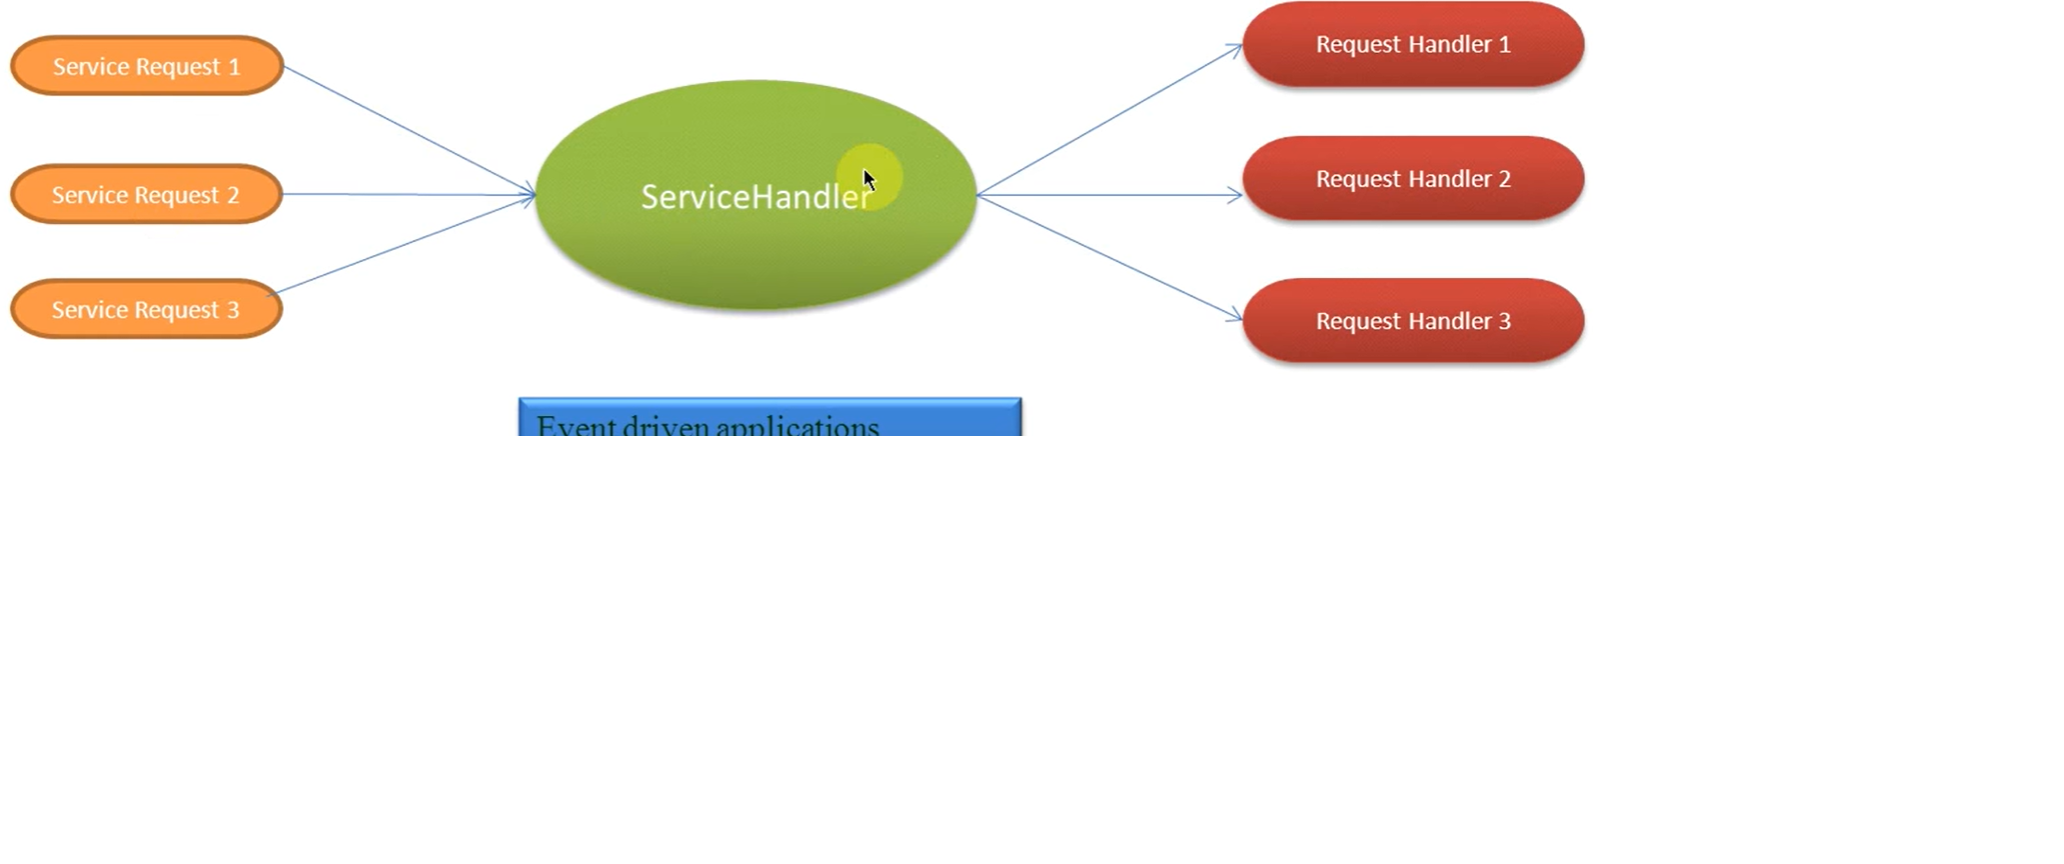 Service Request 1
Service Request 2
Service Request 3
ServiceHandler
Request Handler 1
Request Handler 2
Request Handler 3
Event driven applications